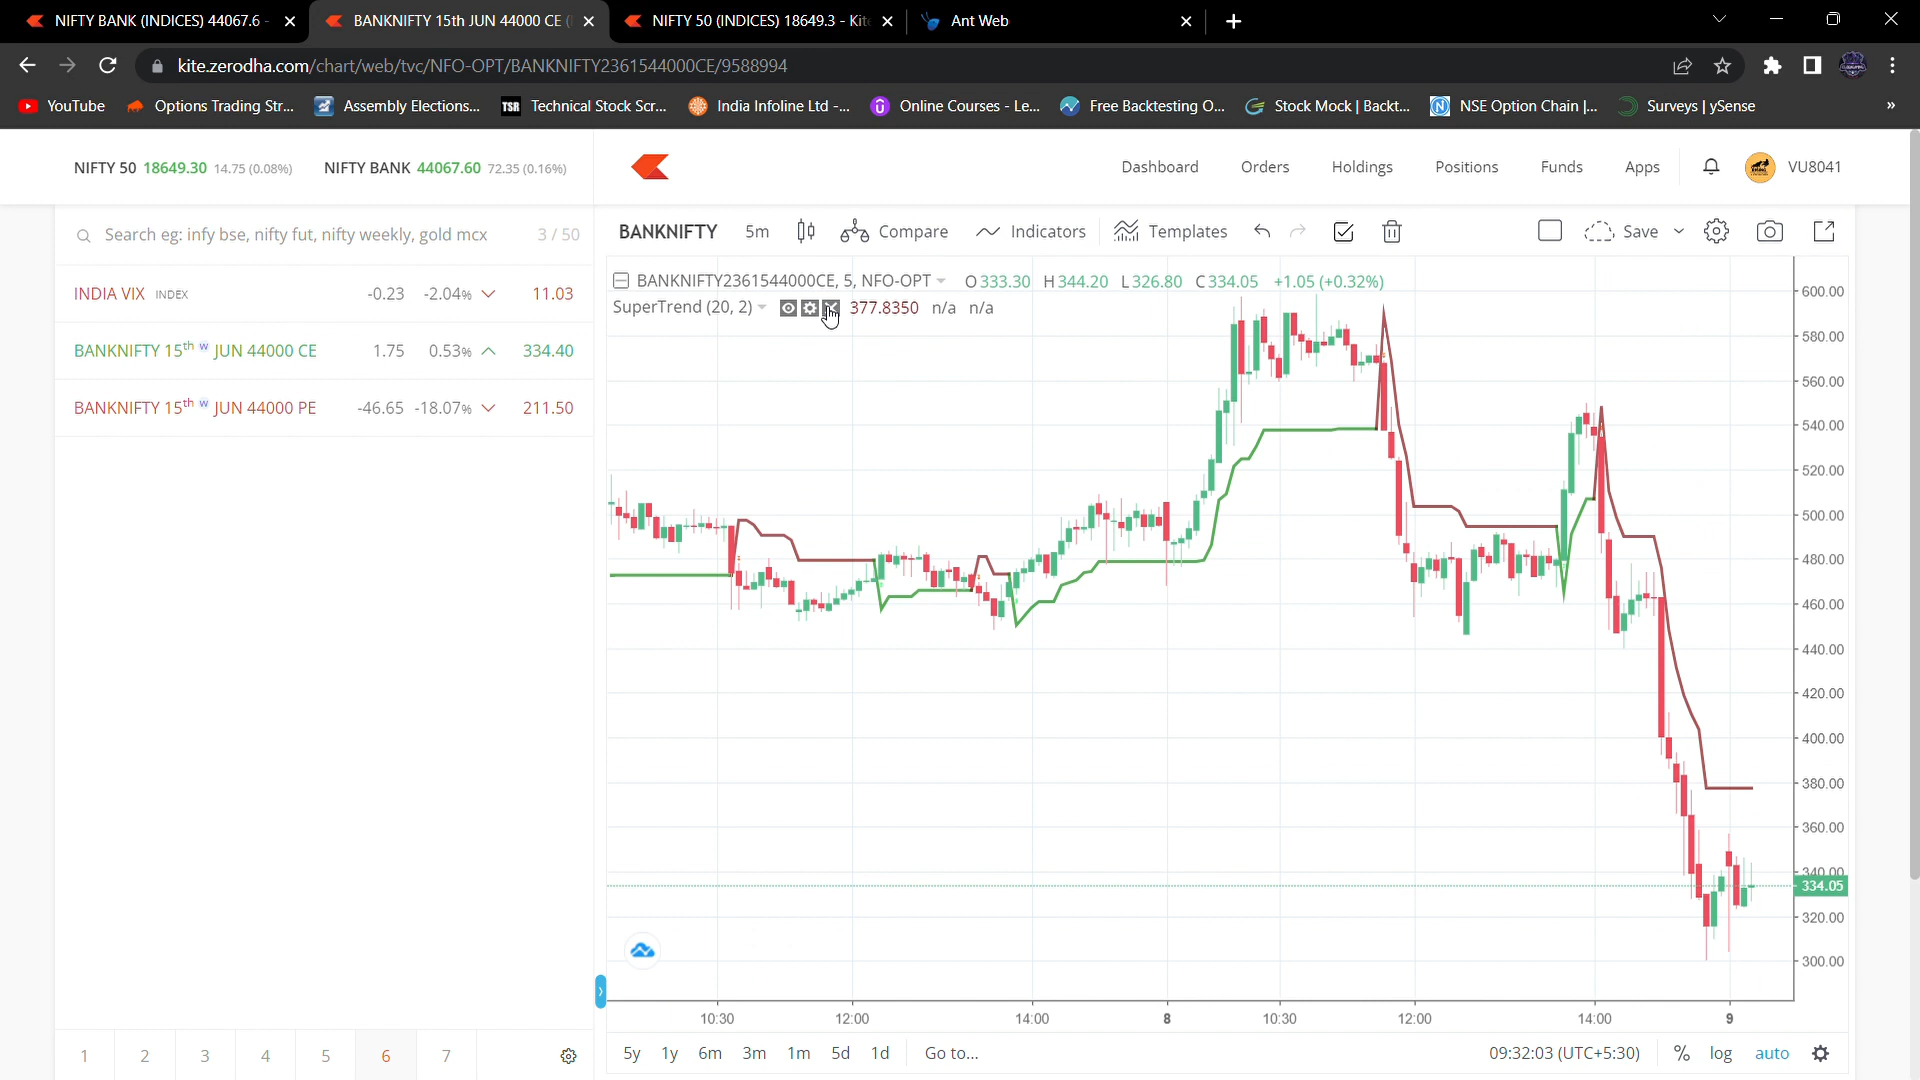 NIFTY BANK (INDICES) 44067.6 -
BANKNIFTY 15th JUN 44000 CE (
NIFTY 50 (INDICES) 18649.3 - Kite
Ant Web
kite.zerodha.com/chart/web/tvc/NFO-OPT/BANKNIFTY2361544000CE/9588994
YouTube
Options Trading Str...
Assembly Elections...
TSR Technical Stock Scr...
India Infoline Ltd -...
Online Courses - Le...
Free Backtesting O...
Stock Mock | Backt...
NSE Option Chain |...
Surveys | ySense
»
NIFTY 50 18649.30 14.75 (0.08%)
NIFTY BANK 44067.60 72.35 (0.16%)
Dashboard
Orders
Holdings
Positions
Funds
Apps
VU8041
Search eg: infy bse, nifty fut, nifty weekly, gold mcx
3 / 50
BANKNIFTY
5m
Compare
Indicators
Templates
Save
INDIA VIX INDEX -0.23 -2.04% 11.03
BANKNIFTY 15th w JUN 44000 CE 1.75 0.53% 334.40
BANKNIFTY 15th w JUN 44000 PE -46.65 -18.07% 211.50
BANKNIFTY2361544000CE, 5, NFO-OPT O333.30 H344.20 L326.80 C334.05 +1.05 (+0.32%)
SuperTrend (20, 2) 377.8350 n/a n/a
600.00
580.00
560.00
540.00
520.00
500.00
480.00
460.00
440.00
420.00
400.00
380.00
360.00
340.00
334.05
320.00
300.00
10:30 12:00 14:00 8 10:30 12:00 14:00 9
1 2 3 4 5 6 7
5y 1y 6m 3m 1m 5d 1d Go to...
09:32:03 (UTC+5:30) % log auto